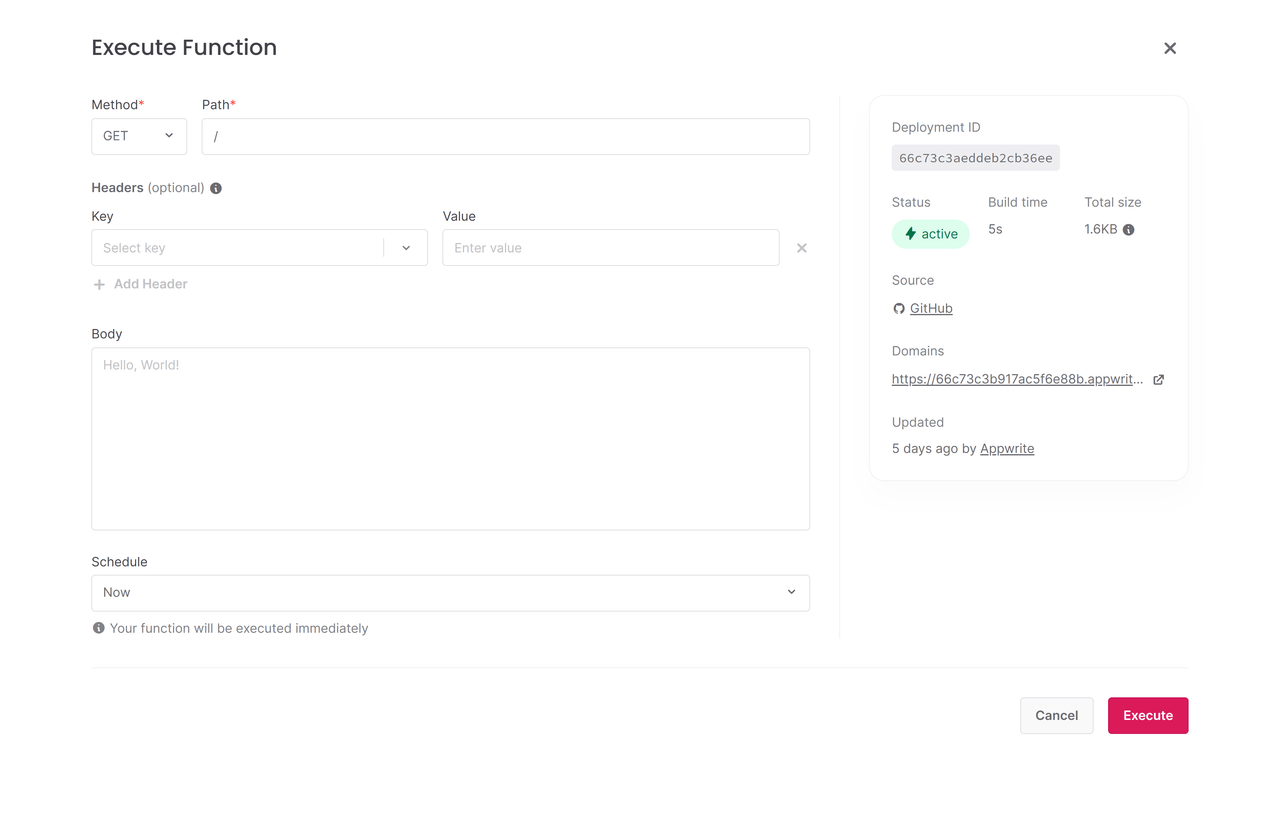 Execute Function
Method* Path*
GET /
Headers (optional)
Key Value
Select key Enter value
Add Header
Body
Hello, World!
Schedule
Now
Your function will be executed immediately
Deployment ID
66c73c3aeddeb2cb36ee
Status Build time Total size
active 5s 1.6KB
Source
GitHub
Domains
https://66c73c3b917ac5f6e88b.appwrit...
Updated
5 days ago by Appwrite
Cancel Execute